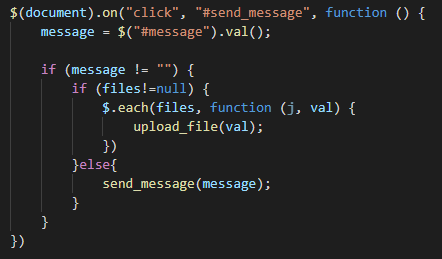 $(document).on("click", "#send_message", function () {
    message = $("#message").val();

    if (message != "") {
        if (files!=null) {
            $.each(files, function (j, val) {
                upload_file(val);
            })
        }else{
            send_message(message);
        }
    }
})